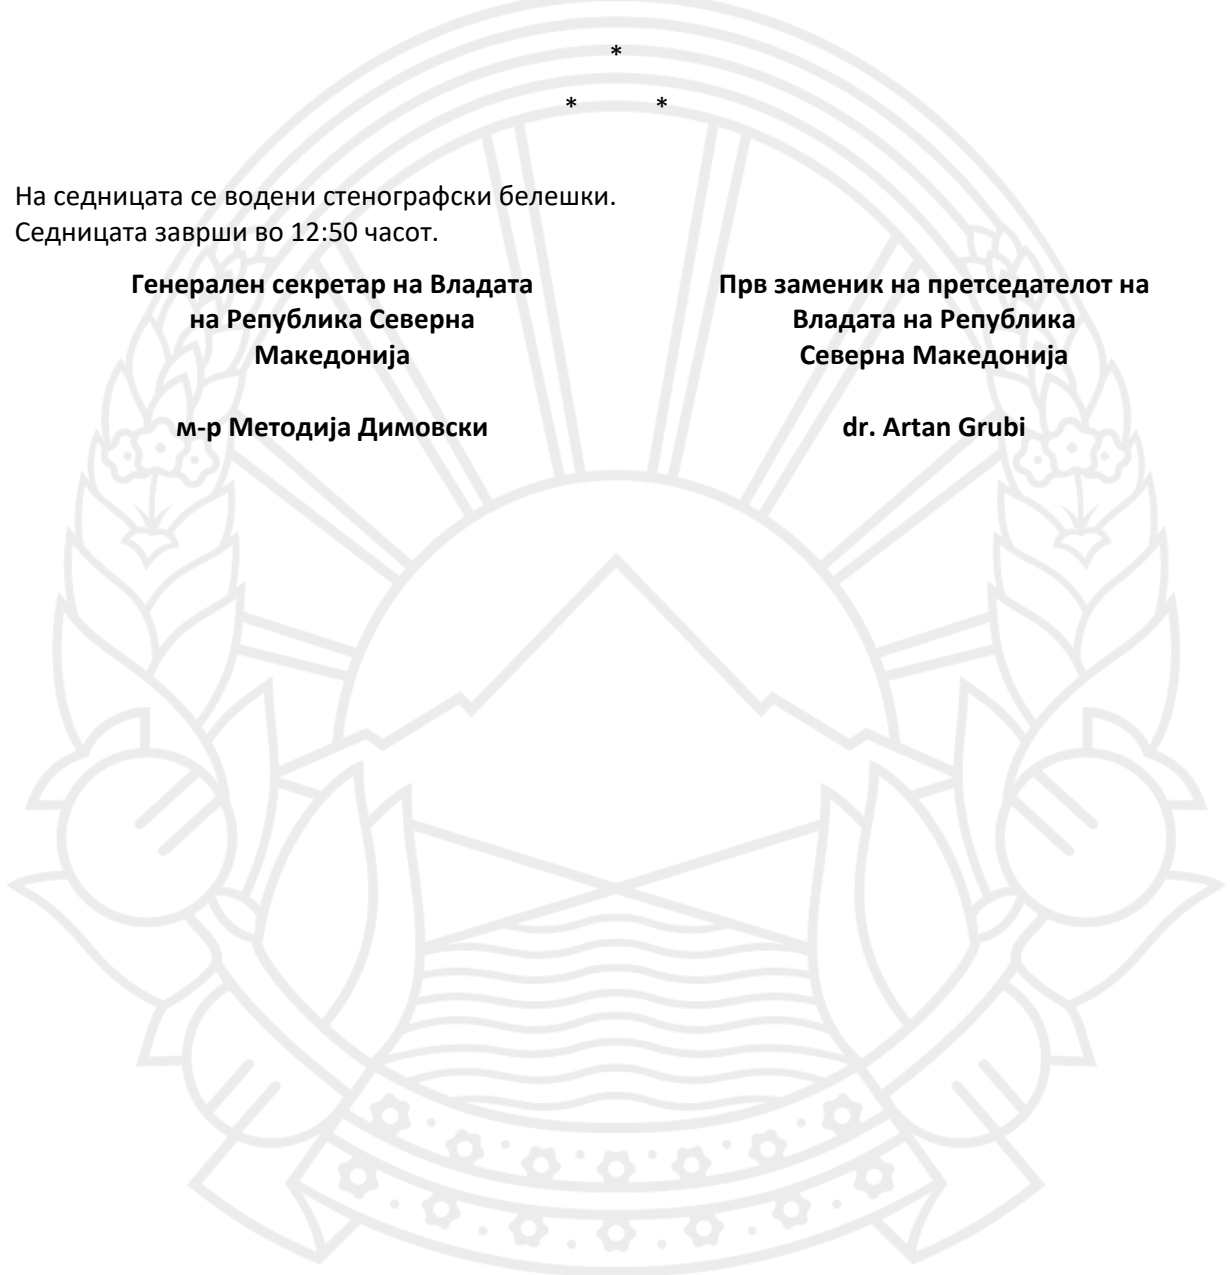 *
* *
На седницата се водени стенографски белешки.
Седницата заврши во 12:50 часот.
Генерален секретар на Владата
на Република Северна
Македонија
м-р Методија Димовски
Прв заменик на претседателот на
Владата на Република
Северна Македонија
dr. Artan Grubi